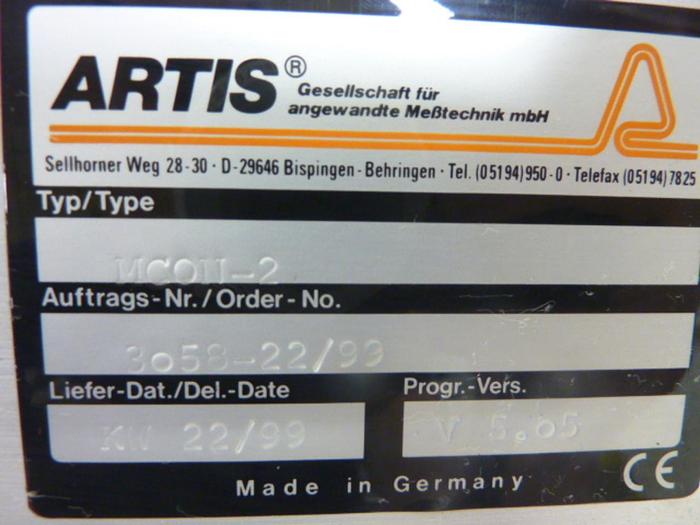 ARTIS® Gesellschaft für
angewandte Meßtechnik mbH
Sellhorner Weg 28-30 · D-29646 Bispingen-Behringen · Tel. (05194)950-0 · Telefax (05194)7825
Typ/Type
MCON-2
Auftrags-Nr./Order-No.
3o58-22/99
Liefer-Dat./Del.-Date Progr.-Vers.
KW 22/99 V 5.o5
Made in Germany CE